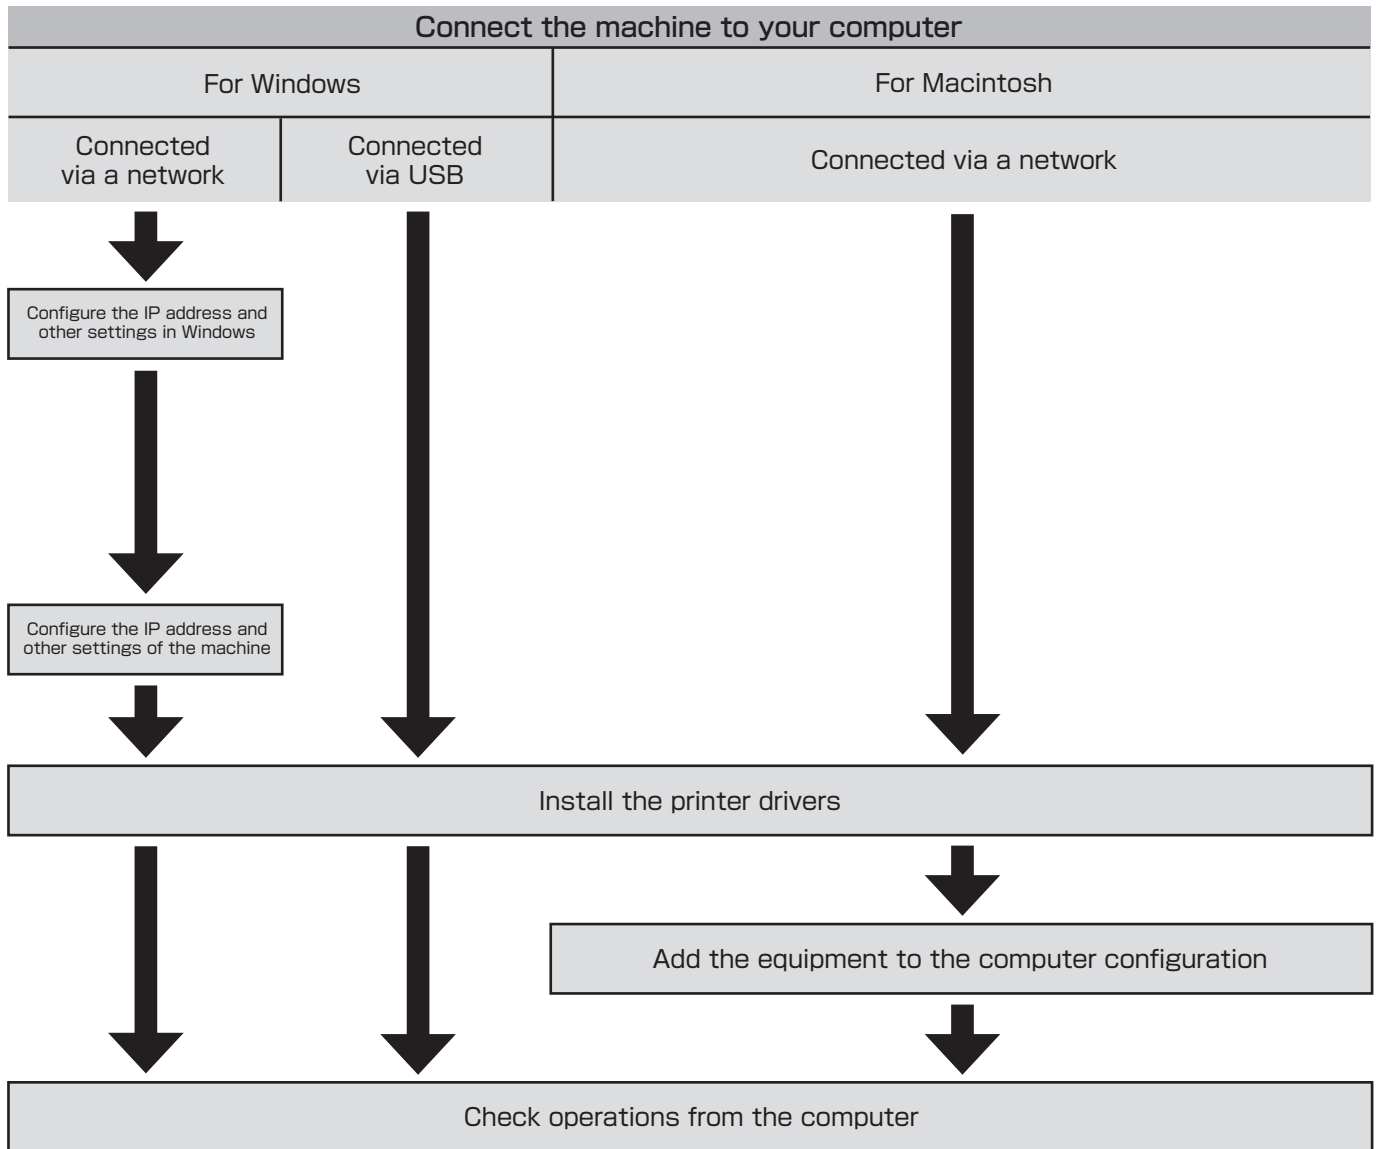 Connect the machine to your computer
For Windows
For Macintosh
Connected
via a network
Connected
via USB
Connected via a network
Configure the IP address and
other settings in Windows
Configure the IP address and
other settings of the machine
Install the printer drivers
Add the equipment to the computer configuration
Check operations from the computer